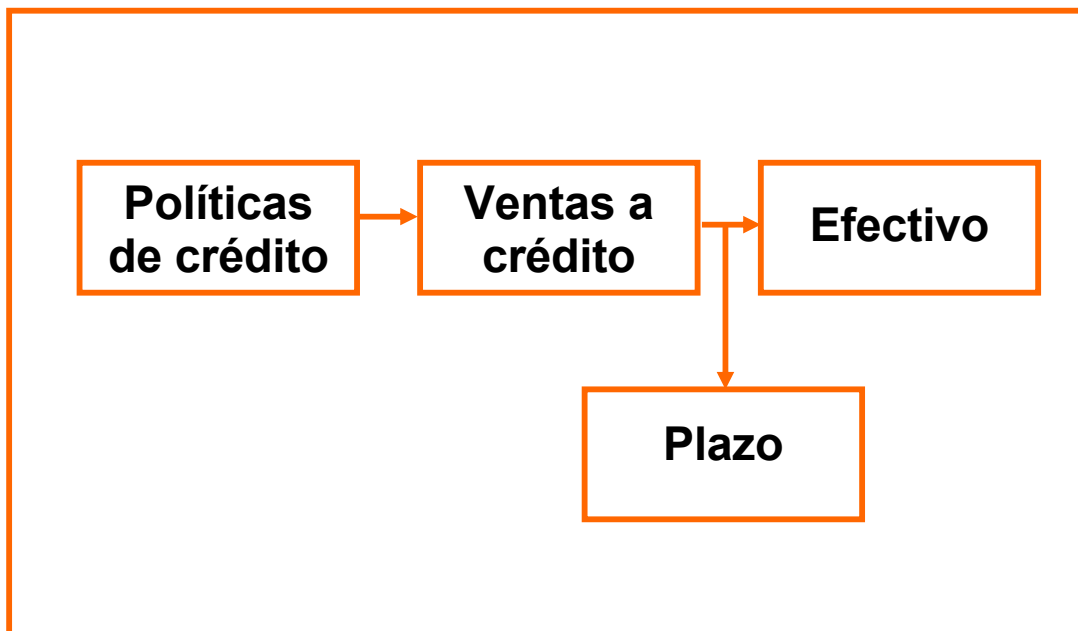 Políticas
de crédito
Ventas a
crédito
Efectivo
Plazo